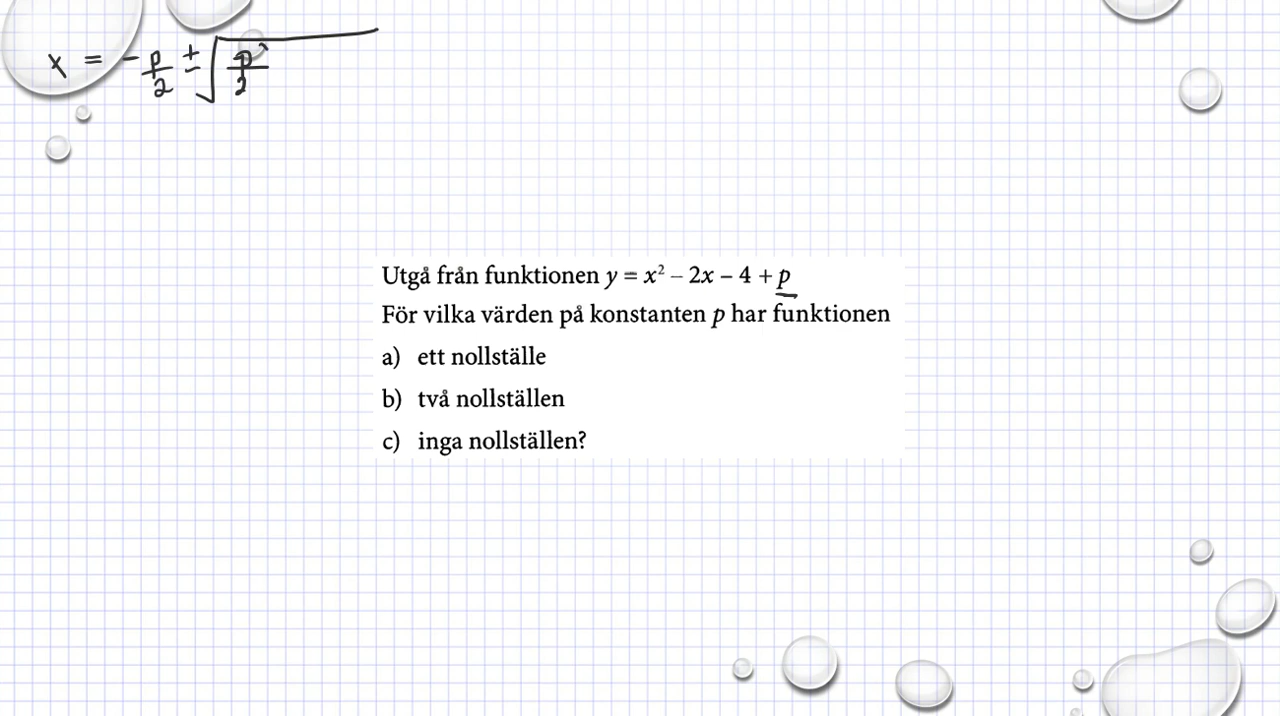 x = - p/2 ± √ p²/2
Utgå från funktionen y = x² – 2x – 4 + p
För vilka värden på konstanten p har funktionen
a) ett nollställe
b) två nollställen
c) inga nollställen?